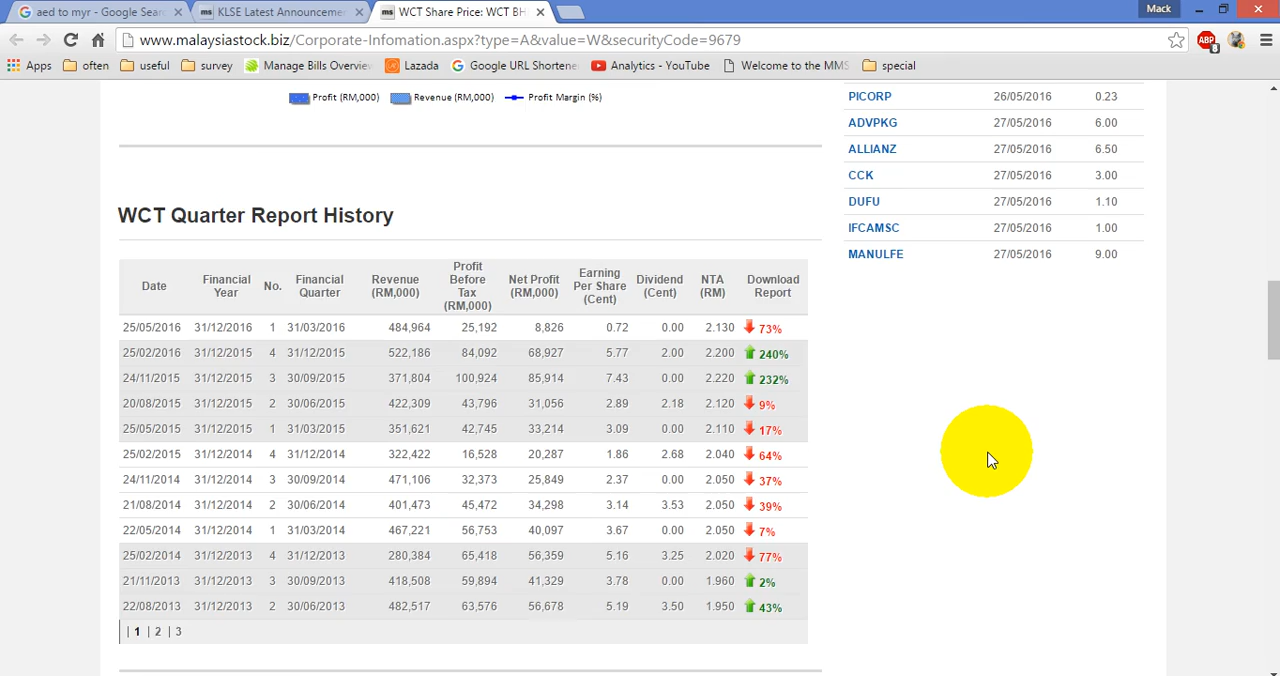 aed to myr - Google Sear
KLSE Latest Announcemen
WCT Share Price: WCT BH
Mack
www.malaysiastock.biz/Corporate-Infomation.aspx?type=A&value=W&securityCode=9679
ABP
8
Apps
often
useful
survey
Manage Bills Overvie
Lazada
Google URL Shortene
Analytics - YouTube
Welcome to the MMS
special
Profit (RM,000) Revenue (RM,000) Profit Margin (%)
PICORP 26/05/2016 0.23
ADVPKG 27/05/2016 6.00
ALLIANZ 27/05/2016 6.50
CCK 27/05/2016 3.00
DUFU 27/05/2016 1.10
IFCAMSC 27/05/2016 1.00
MANULFE 27/05/2016 9.00
WCT Quarter Report History
Date Financial Year No. Financial Quarter Revenue (RM,000) Profit Before Tax (RM,000) Net Profit (RM,000) Earning Per Share (Cent) Dividend (Cent) NTA (RM) Download Report
25/05/2016 31/12/2016 1 31/03/2016 484,964 25,192 8,826 0.72 0.00 2.130 73%
25/02/2016 31/12/2015 4 31/12/2015 522,186 84,092 68,927 5.77 2.00 2.200 240%
24/11/2015 31/12/2015 3 30/09/2015 371,804 100,924 85,914 7.43 0.00 2.220 232%
20/08/2015 31/12/2015 2 30/06/2015 422,309 43,796 31,056 2.89 2.18 2.120 9%
25/05/2015 31/12/2015 1 31/03/2015 351,621 42,745 33,214 3.09 0.00 2.110 17%
25/02/2015 31/12/2014 4 31/12/2014 322,422 16,528 20,287 1.86 2.68 2.040 64%
24/11/2014 31/12/2014 3 30/09/2014 471,106 32,373 25,849 2.37 0.00 2.050 37%
21/08/2014 31/12/2014 2 30/06/2014 401,473 45,472 34,298 3.14 3.53 2.050 39%
22/05/2014 31/12/2014 1 31/03/2014 467,221 56,753 40,097 3.67 0.00 2.050 7%
25/02/2014 31/12/2013 4 31/12/2013 280,384 65,418 56,359 5.16 3.25 2.020 77%
21/11/2013 31/12/2013 3 30/09/2013 418,508 59,894 41,329 3.78 0.00 1.960 2%
22/08/2013 31/12/2013 2 30/06/2013 482,517 63,576 56,678 5.19 3.50 1.950 43%
| 1 | 2 | 3